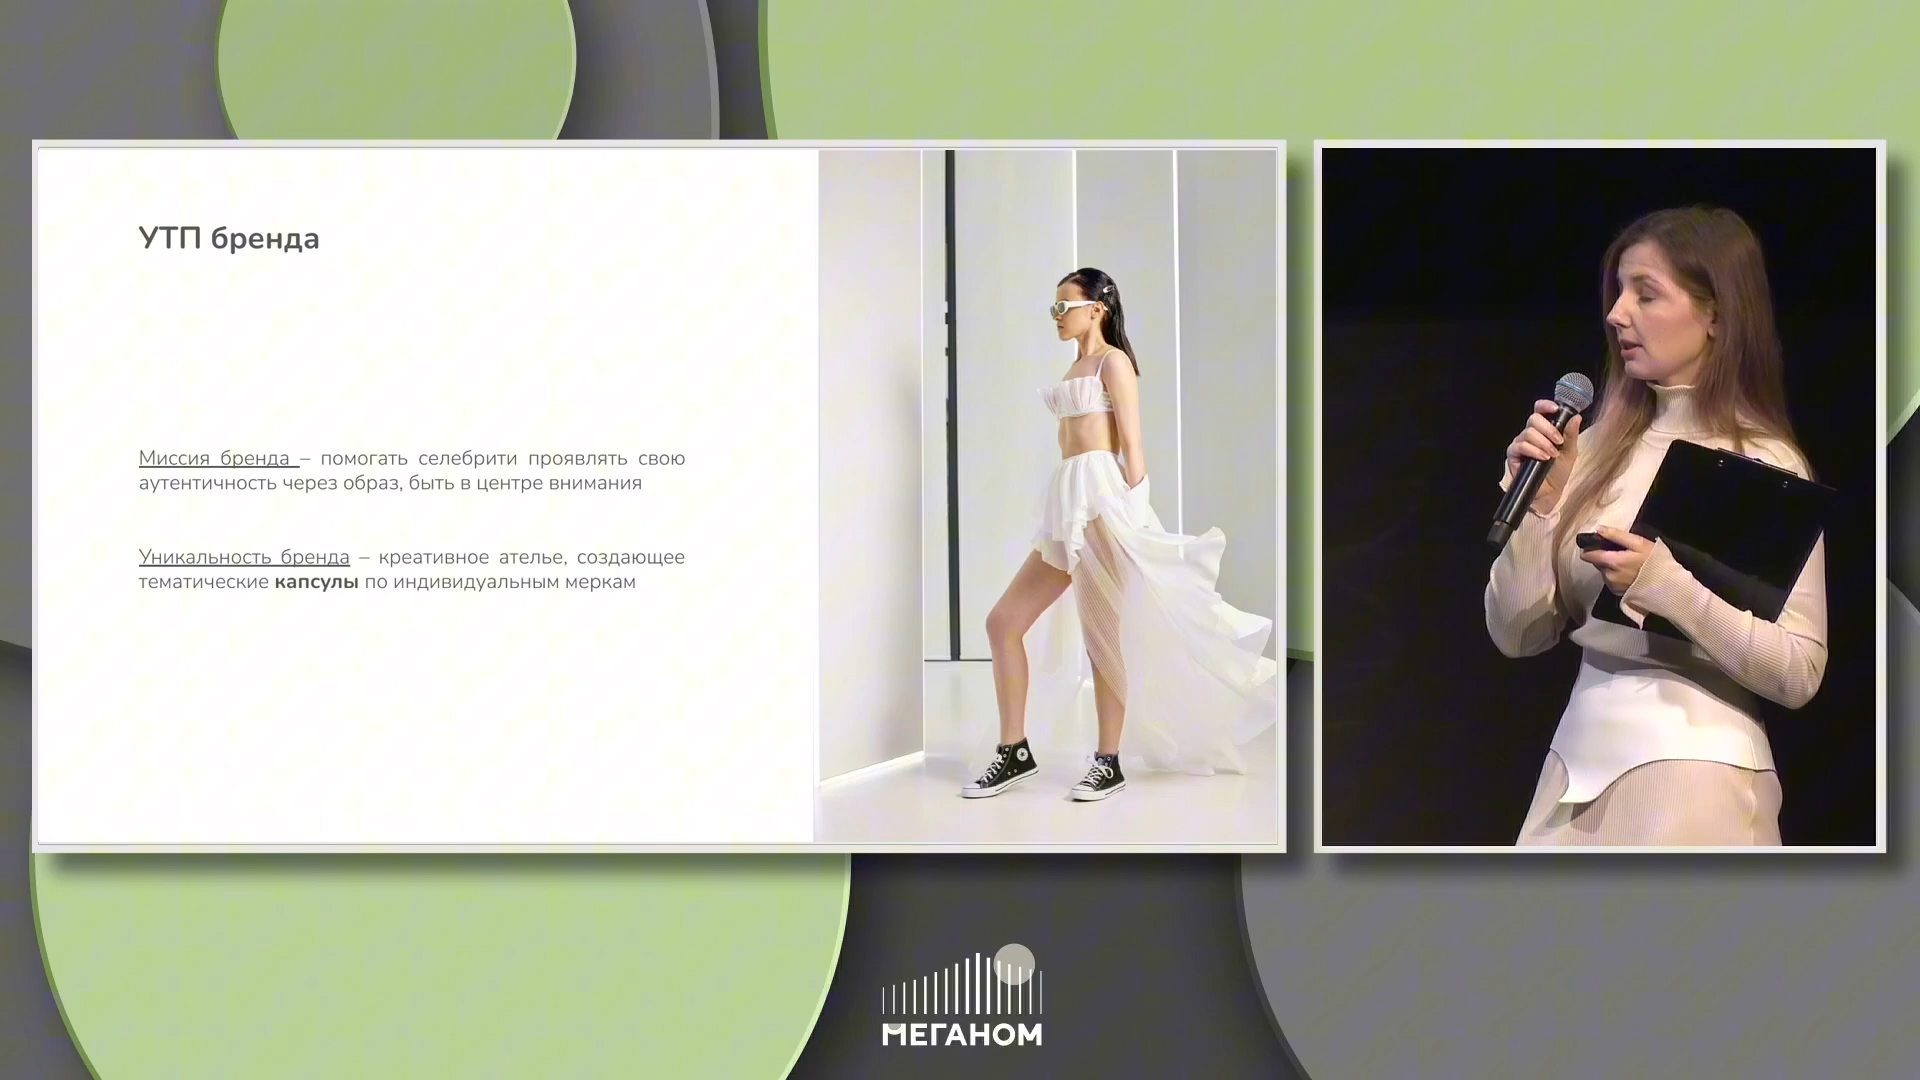 УТП бренда
Миссия бренда – помогать селебрити проявлять свою
аутентичность через образ, быть в центре внимания
Уникальность бренда – креативное ателье, создающее
тематические капсулы по индивидуальным меркам
МЕГАНОМ